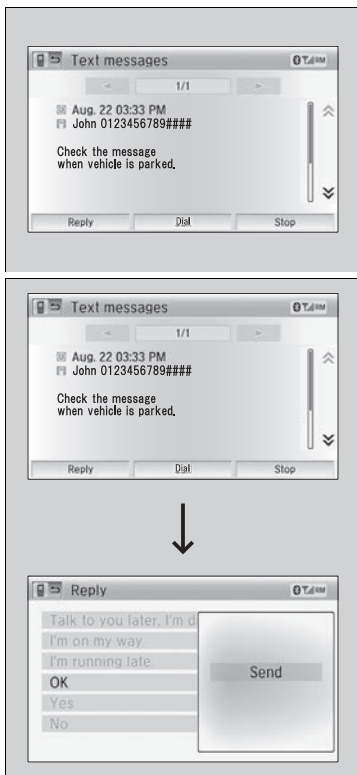 Text messages
1/1
Aug. 22 03:33 PM
John 0123456789####
Check the message
when vehicle is parked.
Reply Dial Stop
Text messages
1/1
Aug. 22 03:33 PM
John 0123456789####
Check the message
when vehicle is parked.
Reply Dial Stop
Reply
Talk to you later, I'm d
I'm on my way
I'm running late.
OK
Yes
No
Send